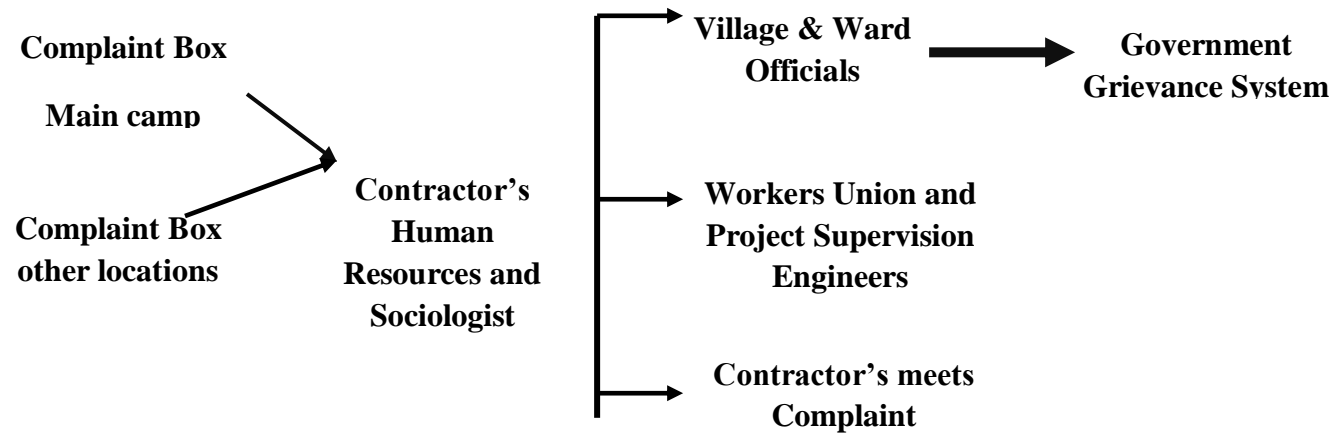 Complaint Box
Main camp
Complaint Box
other locations
Contractor’s
Human
Resources and
Sociologist
Village & Ward
Officials
Government
Grievance System
Workers Union and
Project Supervision
Engineers
Contractor’s meets
Complaint